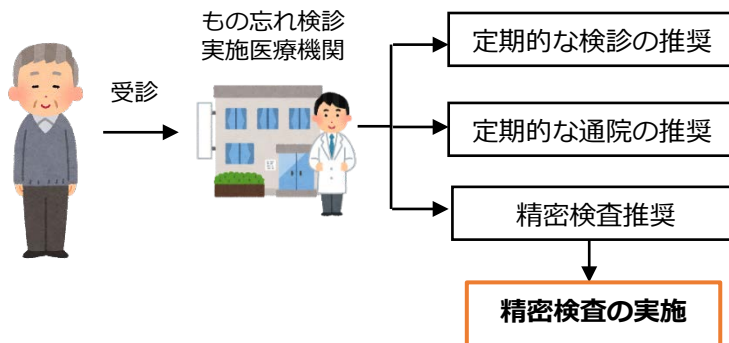 もの忘れ検診
実施医療機関
受診
定期的な検診の推奨
定期的な通院の推奨
精密検査推奨
精密検査の実施